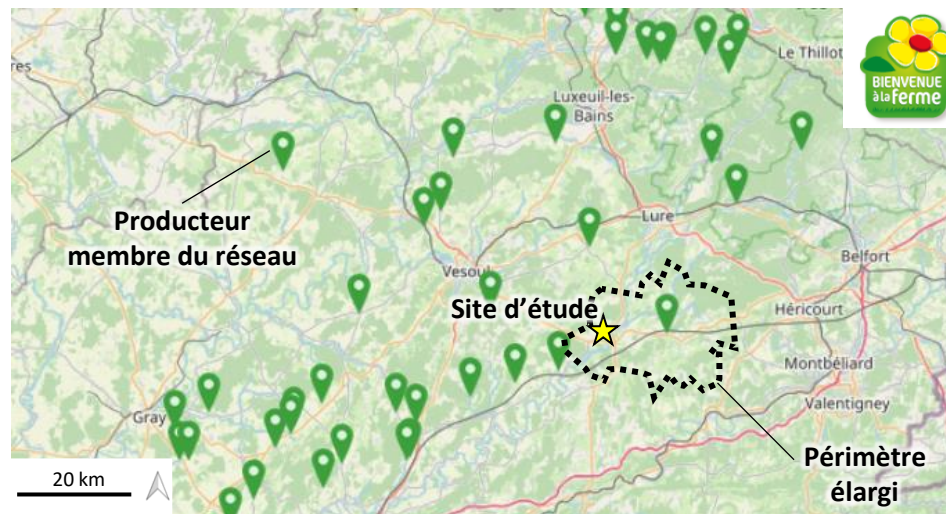 Le Thillot
BIENVENUE
à la ferme
res
Luxeuil-les-
Bains
Producteur
membre du réseau
Lure
Belfort
Vesoul
Site d'étude
Héricourt
Montbéliard
Valentigney
Gray
Périmètre
élargi
20 km